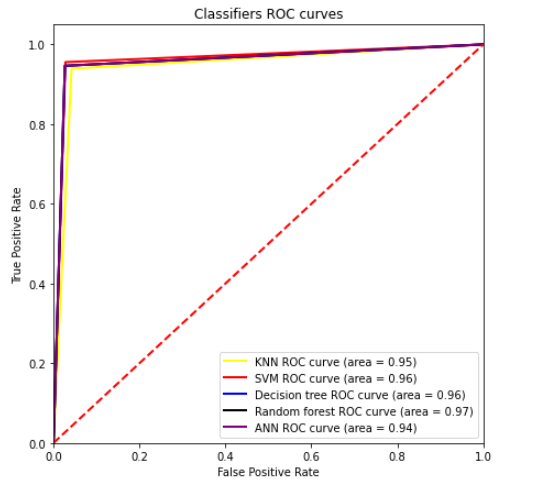 Classifiers ROC curves
True Positive Rate
1.0
0.8
0.6
0.4
0.2
0.0
KNN ROC curve (area = 0.95)
SVM ROC curve (area = 0.96)
Decision tree ROC curve (area = 0.96)
Random forest ROC curve (area = 0.97)
ANN ROC curve (area = 0.94)
0.0 0.2 0.4 0.6 0.8 1.0
False Positive Rate